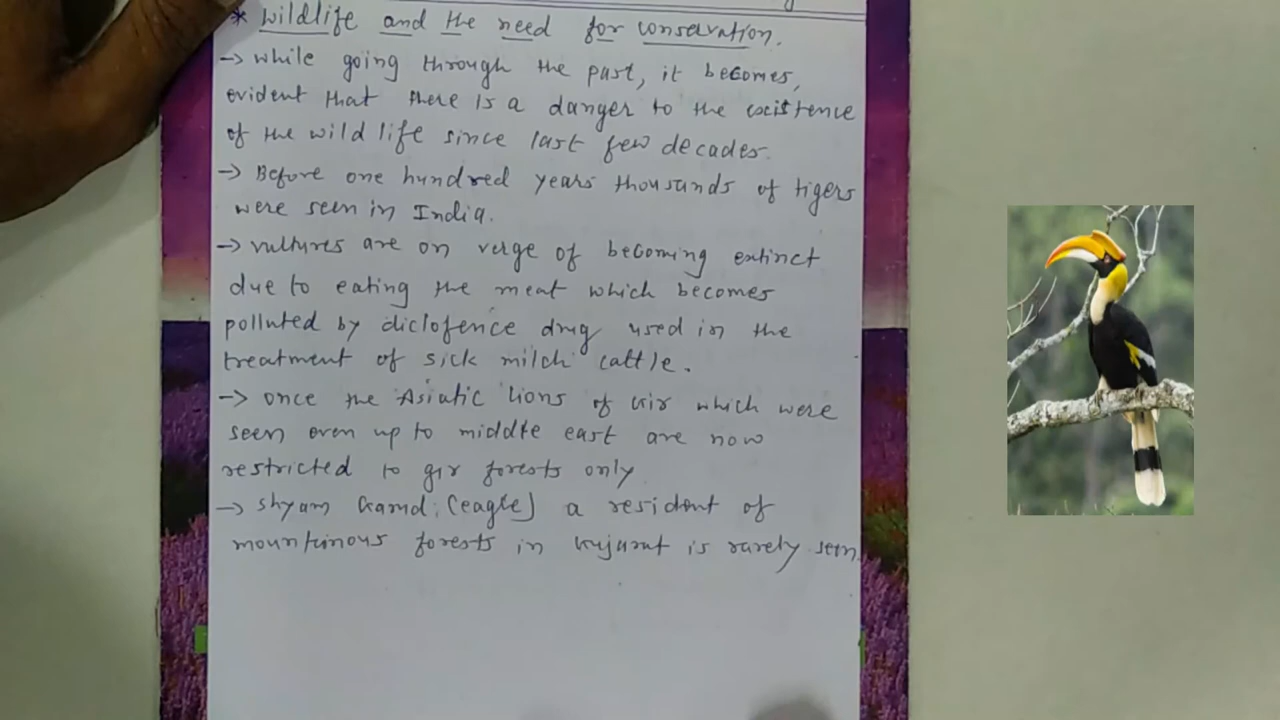 * Wildlife and the need for conservation.
→ while going through the past, it becomes,
evident that there is a danger to the existence
of the wild life since last few decades.
→ Before one hundred years thousands of tigers
were seen in India.
→ vultures are on verge of becoming extinct
due to eating the meat which becomes
polluted by diclofence drug used in the
treatment of sick milch cattle.
→ once the Asiatic lions of Gir which were
seen even up to middle east are now
restricted to gir forests only
→ shyam Garud (eagle) a resident of
mountinous forests in Gujarat is rarely seen.